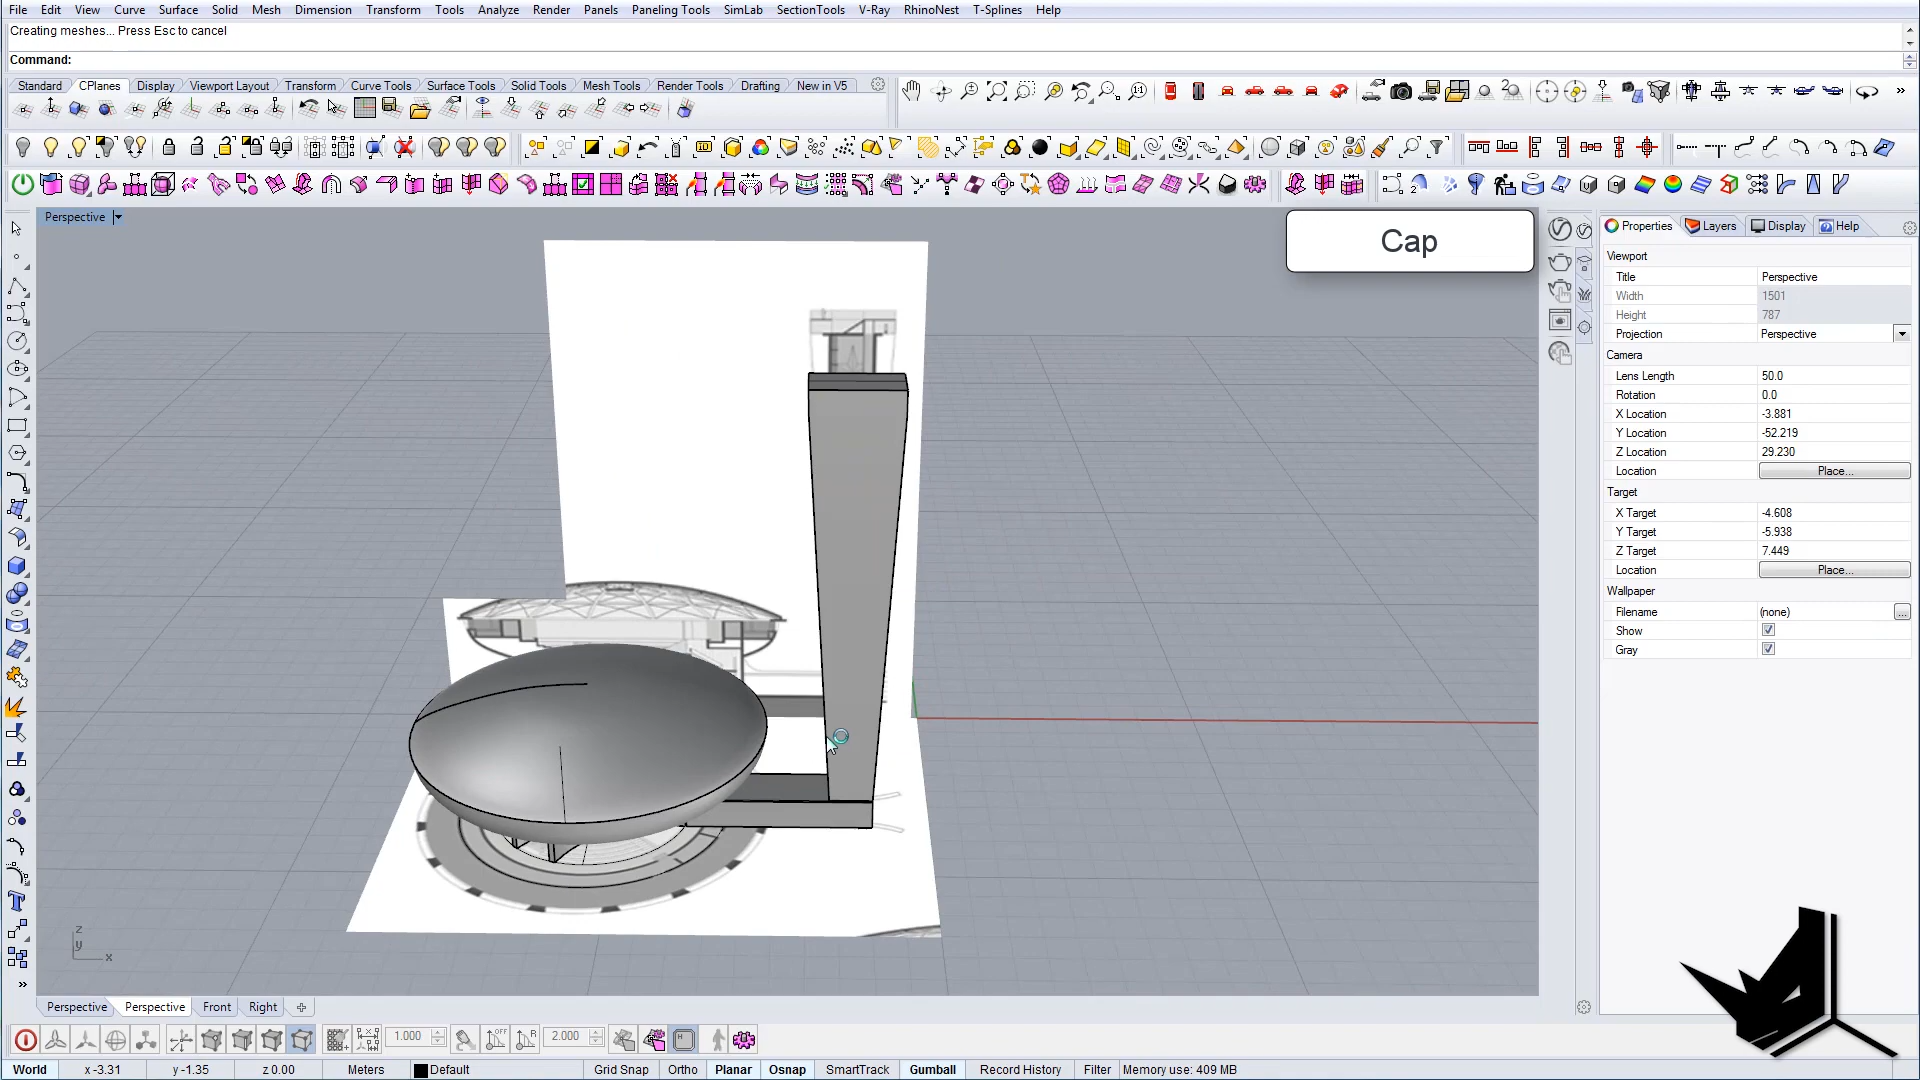 File Edit View Curve Surface Solid Mesh Dimension Transform Tools Analyze Render Panels Paneling Tools SimLab SectionTools V-Ray RhinoNest T-Splines Help
Creating meshes... Press Esc to cancel
Command:
Standard CPlanes Display Viewport Layout Transform Curve Tools Surface Tools Solid Tools Mesh Tools Render Tools Drafting New in V5
Perspective
Cap
Properties Layers Display Help
Viewport
Title Perspective
Width 1501
Height 787
Projection Perspective
Camera
Lens Length 50.0
Rotation 0.0
X Location -3.881
Y Location -52.219
Z Location 29.230
Location Place...
Target
X Target -4.608
Y Target -5.938
Z Target 7.449
Location Place...
Wallpaper
Filename (none) ...
Show
Gray
z
y
x
Perspective Perspective Front Right
1.000 2.000
World x -3.31 y -1.35 z 0.00 Meters Default Grid Snap Ortho Planar Osnap SmartTrack Gumball Record History Filter Memory use: 409 MB